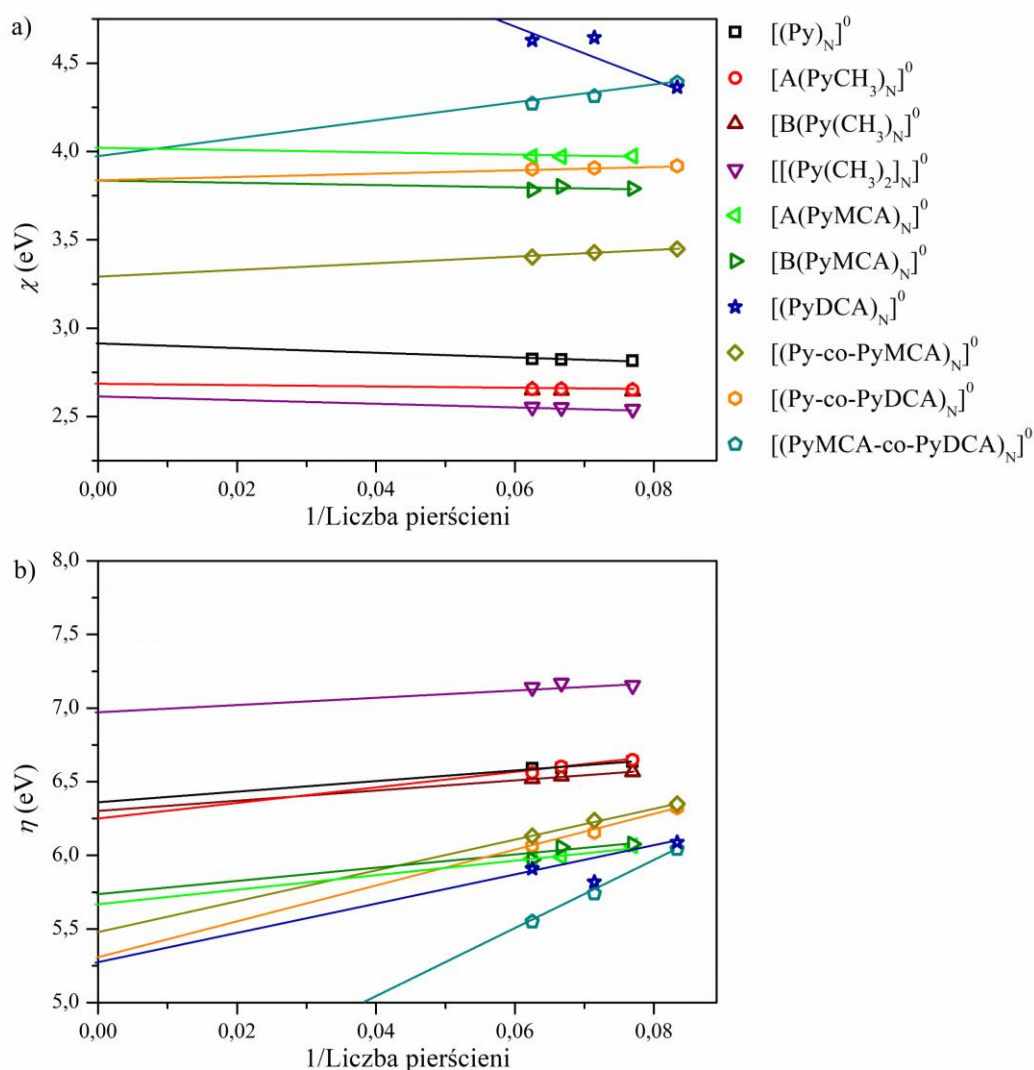 a)
4,5
4,0
3,5
3,0
2,5
χ (eV)
0,00 0,02 0,04 0,06 0,08
1/Liczba pierścieni
[(Py)N]0
[A(PyCH3)N]0
[B(Py(CH3)N]0
[[(Py(CH3)2]N]0
[A(PyMCA)N]0
[B(PyMCA)N]0
[(PyDCA)N]0
[(Py-co-PyMCA)N]0
[(Py-co-PyDCA)N]0
[(PyMCA-co-PyDCA)N]0
b)
8,0
7,5
7,0
6,5
6,0
5,5
5,0
η (eV)
0,00 0,02 0,04 0,06 0,08
1/Liczba pierścieni